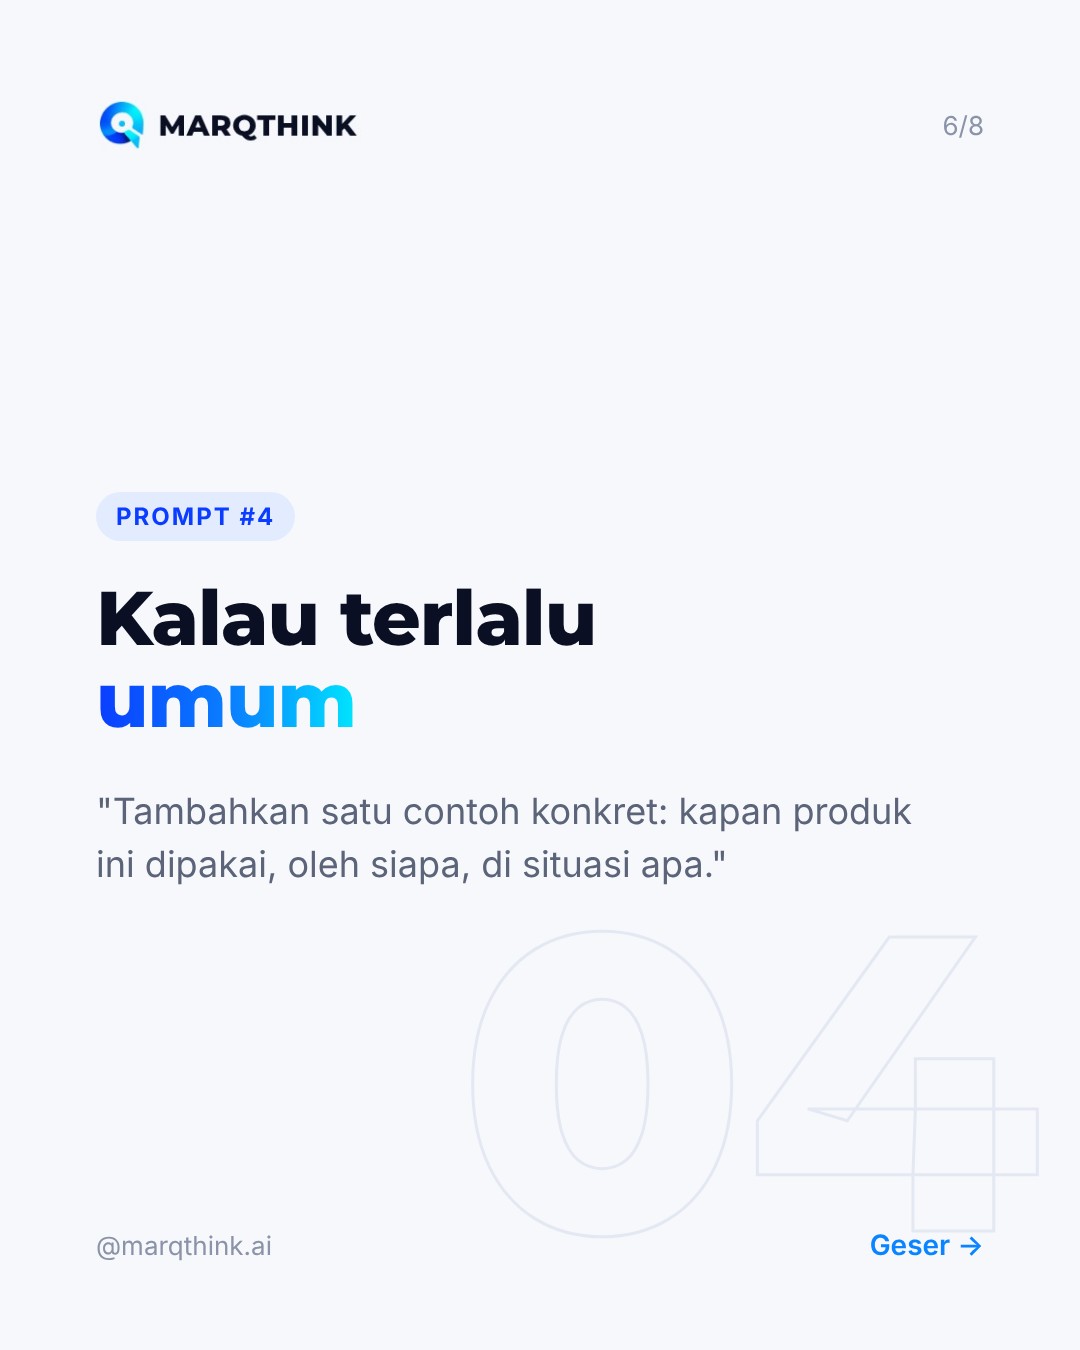 MARQTHINK
6/8
PROMPT #4
Kalau terlalu
umum
"Tambahkan satu contoh konkret: kapan produk
ini dipakai, oleh siapa, di situasi apa."
04
@marqthink.ai
Geser →